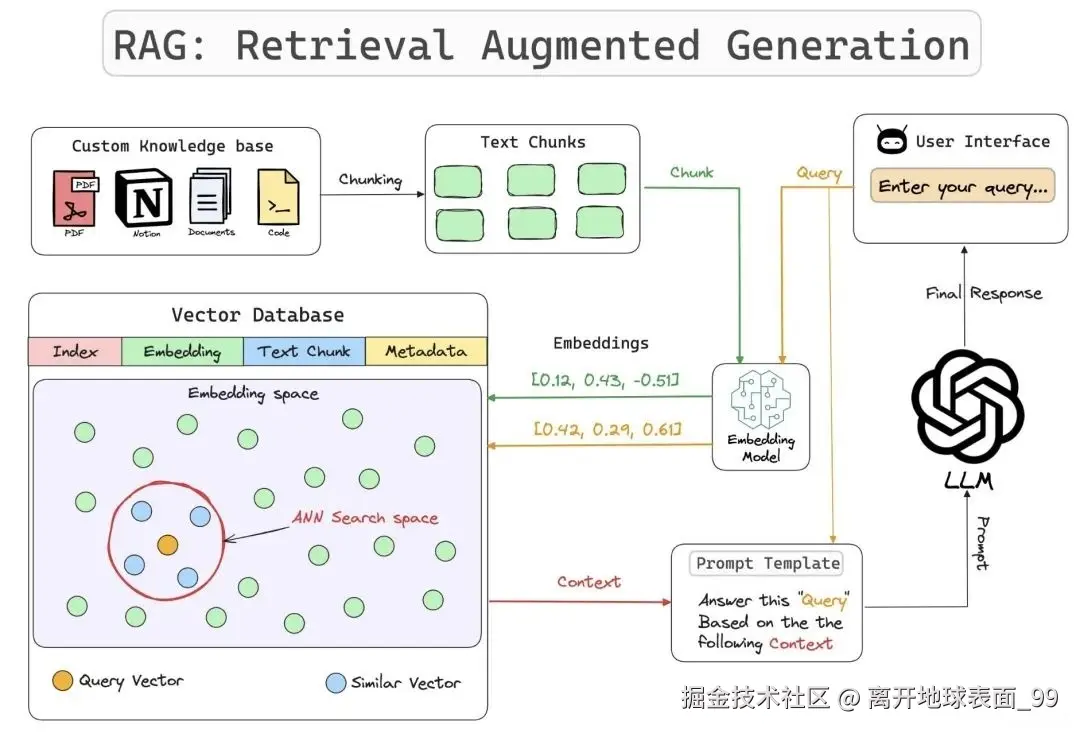 RAG: Retrieval Augmented Generation
Custom Knowledge base
PDF
N
PDF
Notion
Documents
Code
>_
Chunking
Text Chunks
Chunk
Query
User Interface
Enter your query...
Final Response
Vector Database
Index
Embedding
Text Chunk
Metadata
Embedding space
ANN Search space
Query Vector
Similar Vector
Embeddings
[0.12, 0.43, -0.51]
[0.42, 0.29, 0.61]
Embedding
Model
LLM
Prompt
Context
Prompt Template
Answer this "Query"
Based on the the
following Context
掘金技术社区 @ 离开地球表面_99